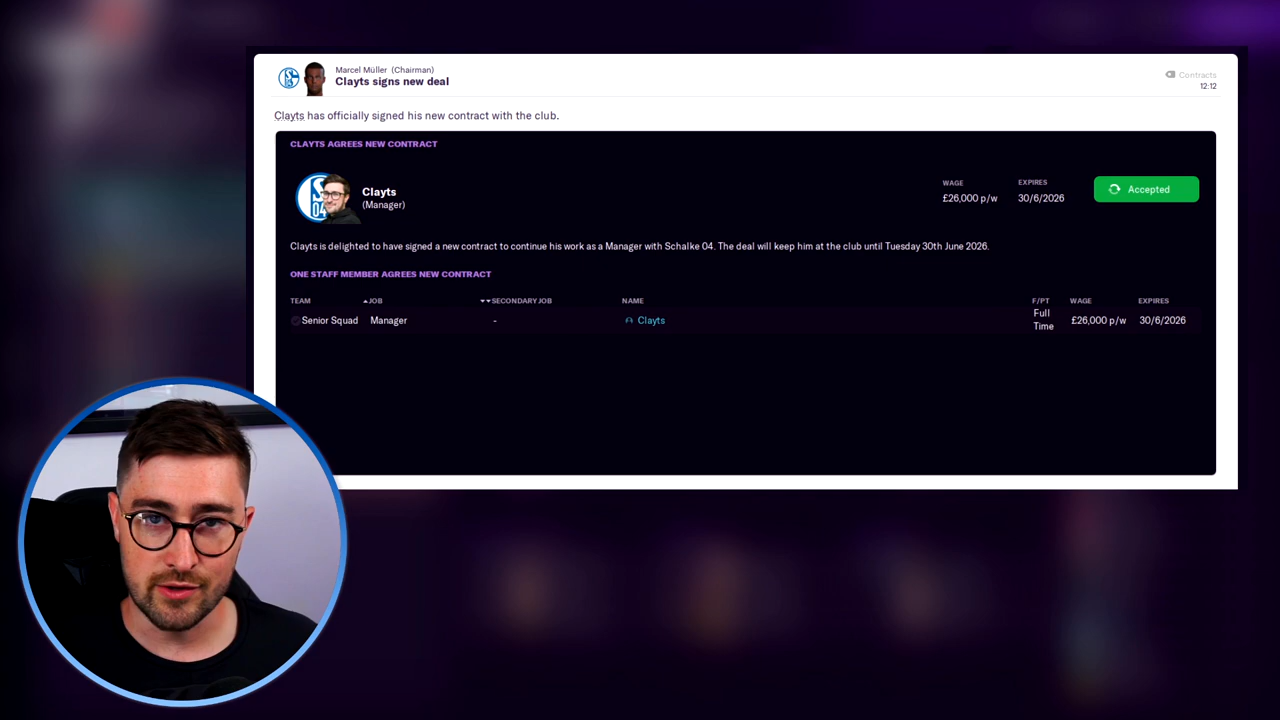 Marcel Müller (Chairman)
Clayts signs new deal
Contracts
12:12
Clayts has officially signed his new contract with the club.
CLAYTS AGREES NEW CONTRACT
Clayts
(Manager)
WAGE
£26,000 p/w
EXPIRES
30/6/2026
Accepted
Clayts is delighted to have signed a new contract to continue his work as a Manager with Schalke 04. The deal will keep him at the club until Tuesday 30th June 2026.
ONE STAFF MEMBER AGREES NEW CONTRACT
TEAM JOB SECONDARY JOB NAME F/PT WAGE EXPIRES
Senior Squad Manager - Clayts Full Time £26,000 p/w 30/6/2026